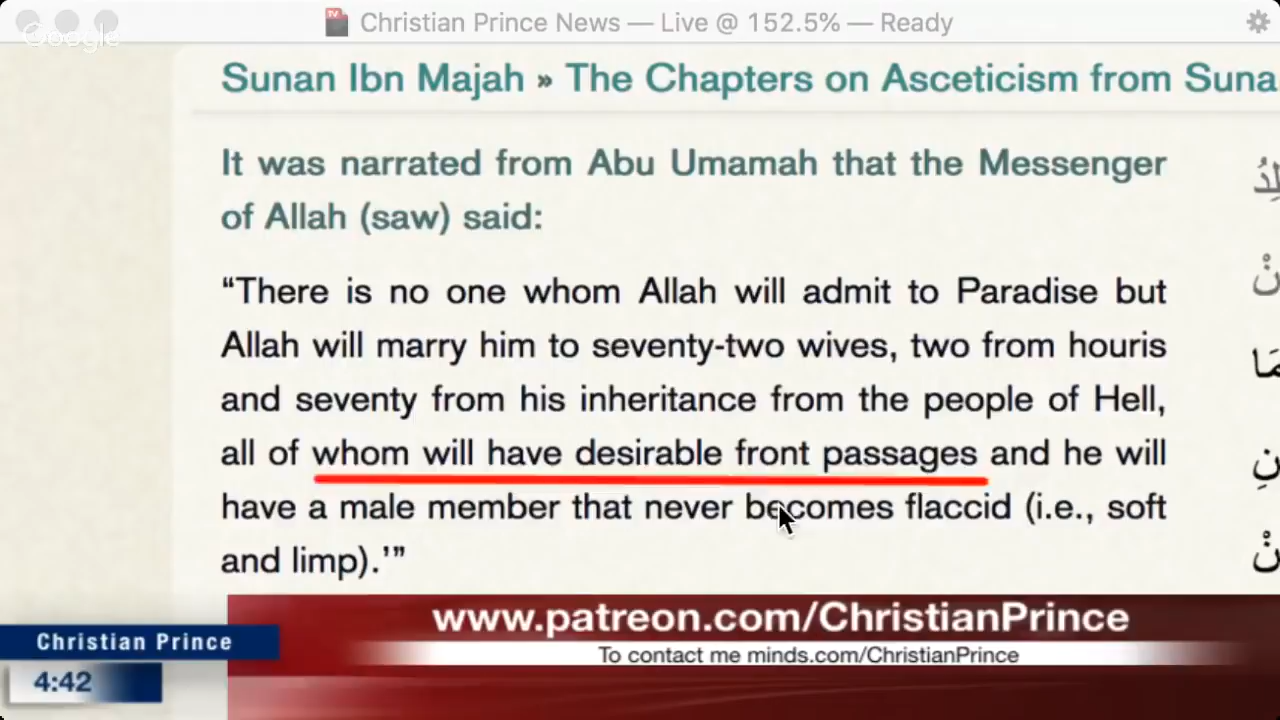 Christian Prince News — Live @ 152.5% — Ready
Google
Sunan Ibn Majah » The Chapters on Asceticism from Suna
It was narrated from Abu Umamah that the Messenger
of Allah (saw) said:
“There is no one whom Allah will admit to Paradise but
Allah will marry him to seventy-two wives, two from houris
and seventy from his inheritance from the people of Hell,
all of whom will have desirable front passages and he will
have a male member that never becomes flaccid (i.e., soft
and limp).’”
www.patreon.com/ChristianPrince
Christian Prince
To contact me minds.com/ChristianPrince
4:42